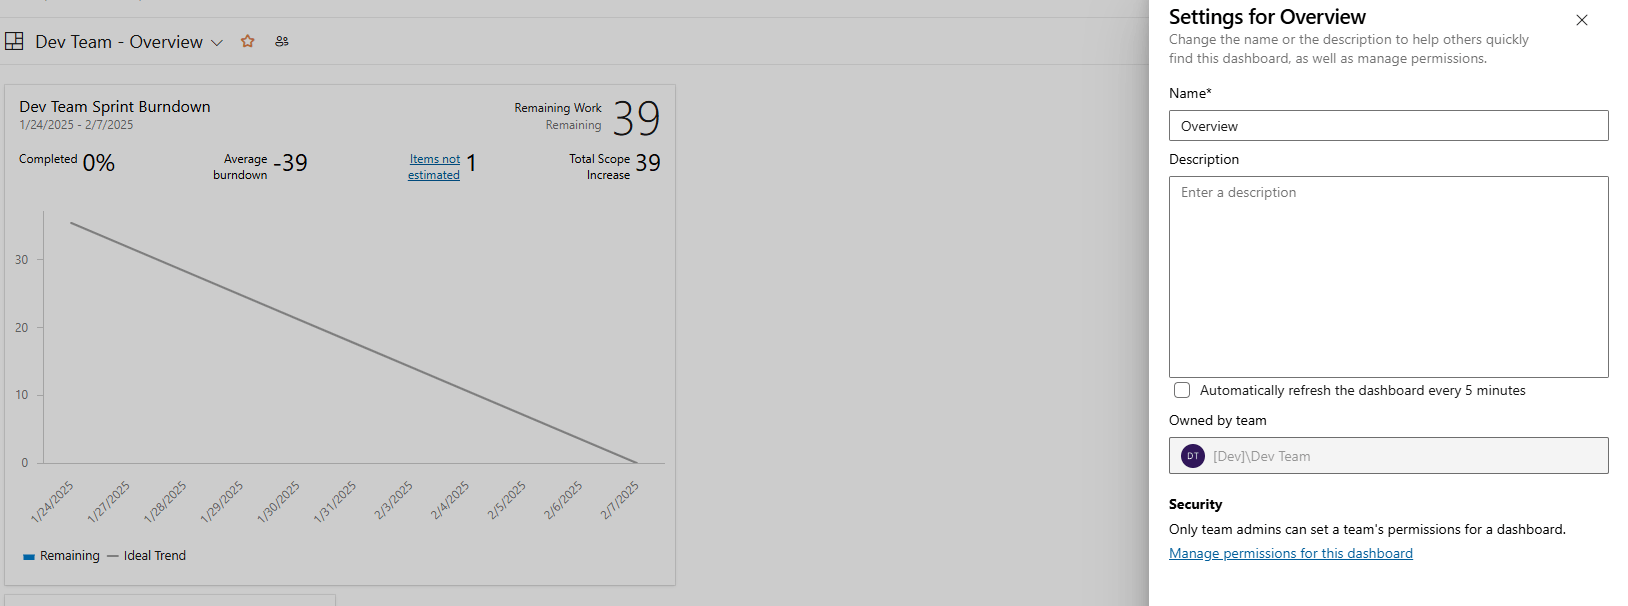 Dev Team - Overview
Dev Team Sprint Burndown
1/24/2025 - 2/7/2025
Remaining Work
Remaining
39
Completed
0%
Average
burndown
-39
Items not
estimated
1
Total Scope
Increase
39
30
20
10
0
1/24/2025
1/27/2025
1/28/2025
1/29/2025
1/30/2025
1/31/2025
2/3/2025
2/4/2025
2/5/2025
2/6/2025
2/7/2025
Remaining
Ideal Trend
Settings for Overview
Change the name or the description to help others quickly
find this dashboard, as well as manage permissions.
Name*
Overview
Description
Enter a description
Automatically refresh the dashboard every 5 minutes
Owned by team
DT
[Dev]\Dev Team
Security
Only team admins can set a team's permissions for a dashboard.
Manage permissions for this dashboard